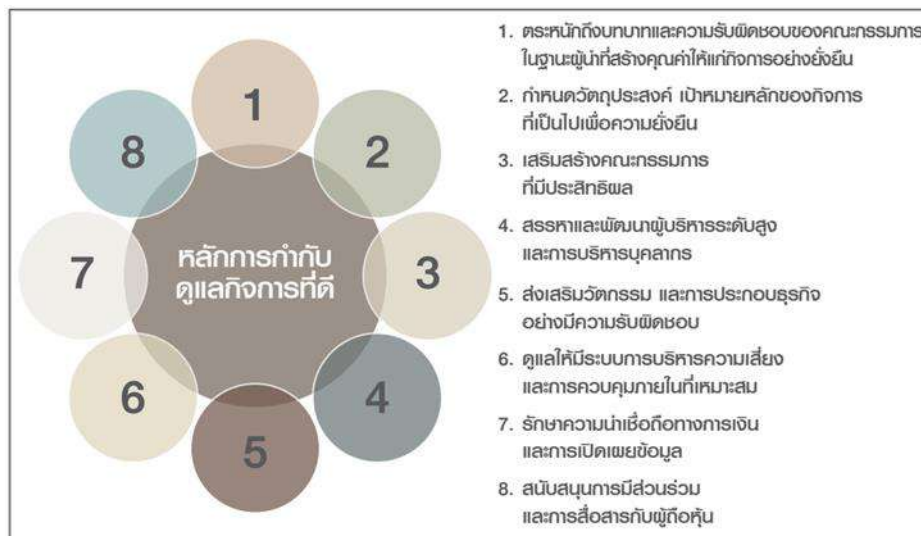 1
2
3
4
5
6
7
8
หลักการกำกับ
ดูแลกิจการที่ดี
1. ตระหนักถึงบทบาทและความรับผิดชอบของคณะกรรมการ
ในฐานะผู้นำที่สร้างคุณค่าให้แก่กิจการอย่างยั่งยืน
2. กำหนดวัตถุประสงค์ เป้าหมายหลักของกิจการ
ที่เป็นไปเพื่อความยั่งยืน
3. เสริมสร้างคณะกรรมการ
ที่มีประสิทธิผล
4. สรรหาและพัฒนาผู้บริหารระดับสูง
และการบริหารบุคลากร
5. ส่งเสริมวัตกรรม และการประกอบธุรกิจ
อย่างมีความรับผิดชอบ
6. ดูแลให้มีระบบการบริหารความเสี่ยง
และการควบคุมภายในที่เหมาะสม
7. รักษาความน่าเชื่อถือทางการเงิน
และการเปิดเผยข้อมูล
8. สนับสนุนการมีส่วนร่วม
และการสื่อสารกับผู้ถือหุ้น